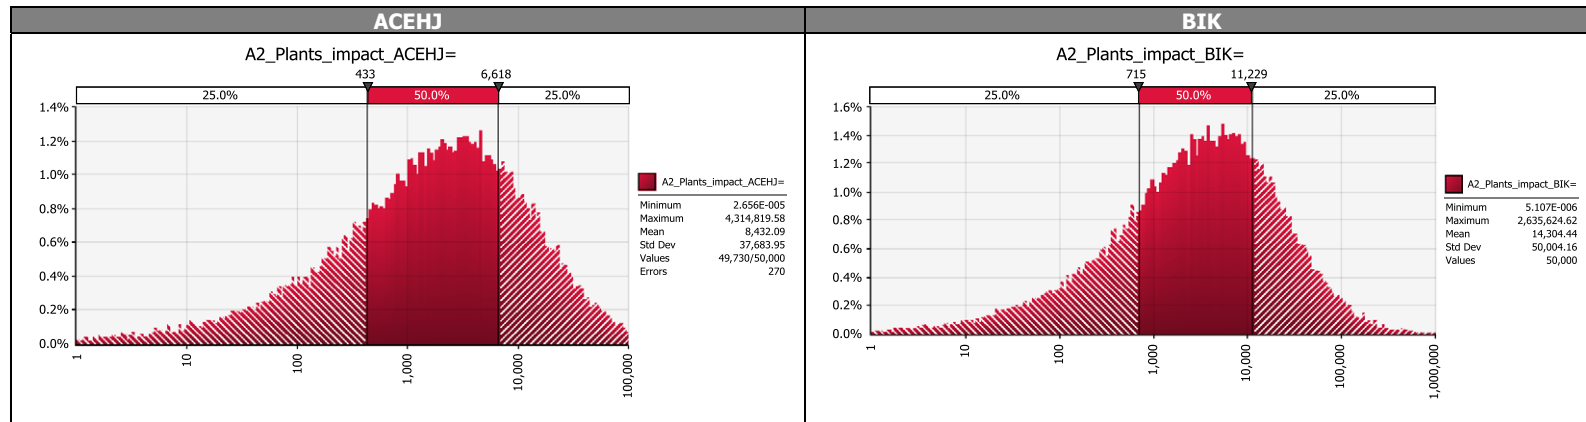 ACEHJ
A2_Plants_impact_ACEHJ=
433 6,618
25.0% 50.0% 25.0%
1.4%
1.2%
1.0%
0.8%
0.6%
0.4%
0.2%
0.0%
1 10 100 1,000 10,000 100,000
A2_Plants_impact_ACEHJ=
Minimum 2.656E-005
Maximum 4,314,819.58
Mean 8,432.09
Std Dev 37,683.95
Values 49,730/50,000
Errors 270
BIK
A2_Plants_impact_BIK=
715 11,229
25.0% 50.0% 25.0%
1.6%
1.4%
1.2%
1.0%
0.8%
0.6%
0.4%
0.2%
0.0%
1 10 100 1,000 10,000 100,000 1,000,000
A2_Plants_impact_BIK=
Minimum 5.107E-006
Maximum 2,635,624.62
Mean 14,304.44
Std Dev 50,004.16
Values 50,000